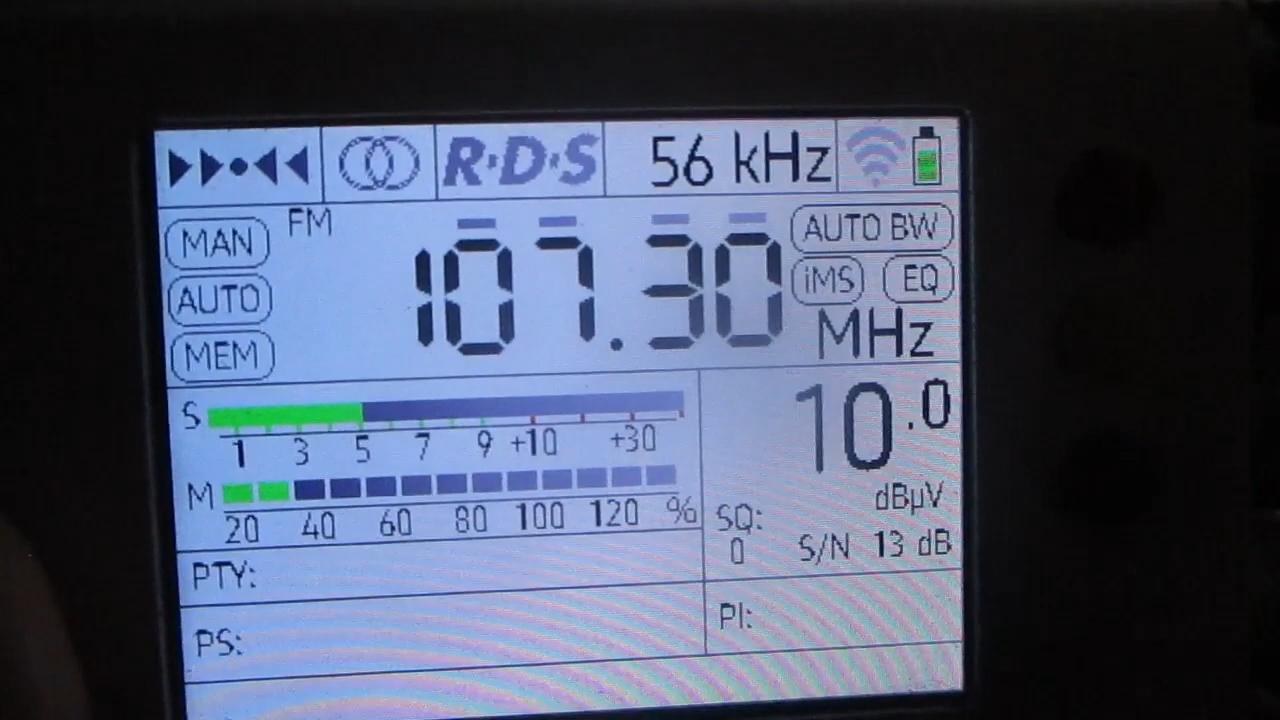 R·D·S 56 kHz
FM
MAN 107.30 AUTO BW
AUTO iMS EQ
MEM MHz
S
1 3 5 7 9 +10 +30
10.0
M
20 40 60 80 100 120 %
dBµV
SQ:
0 S/N 13 dB
PTY:
PS: PI: